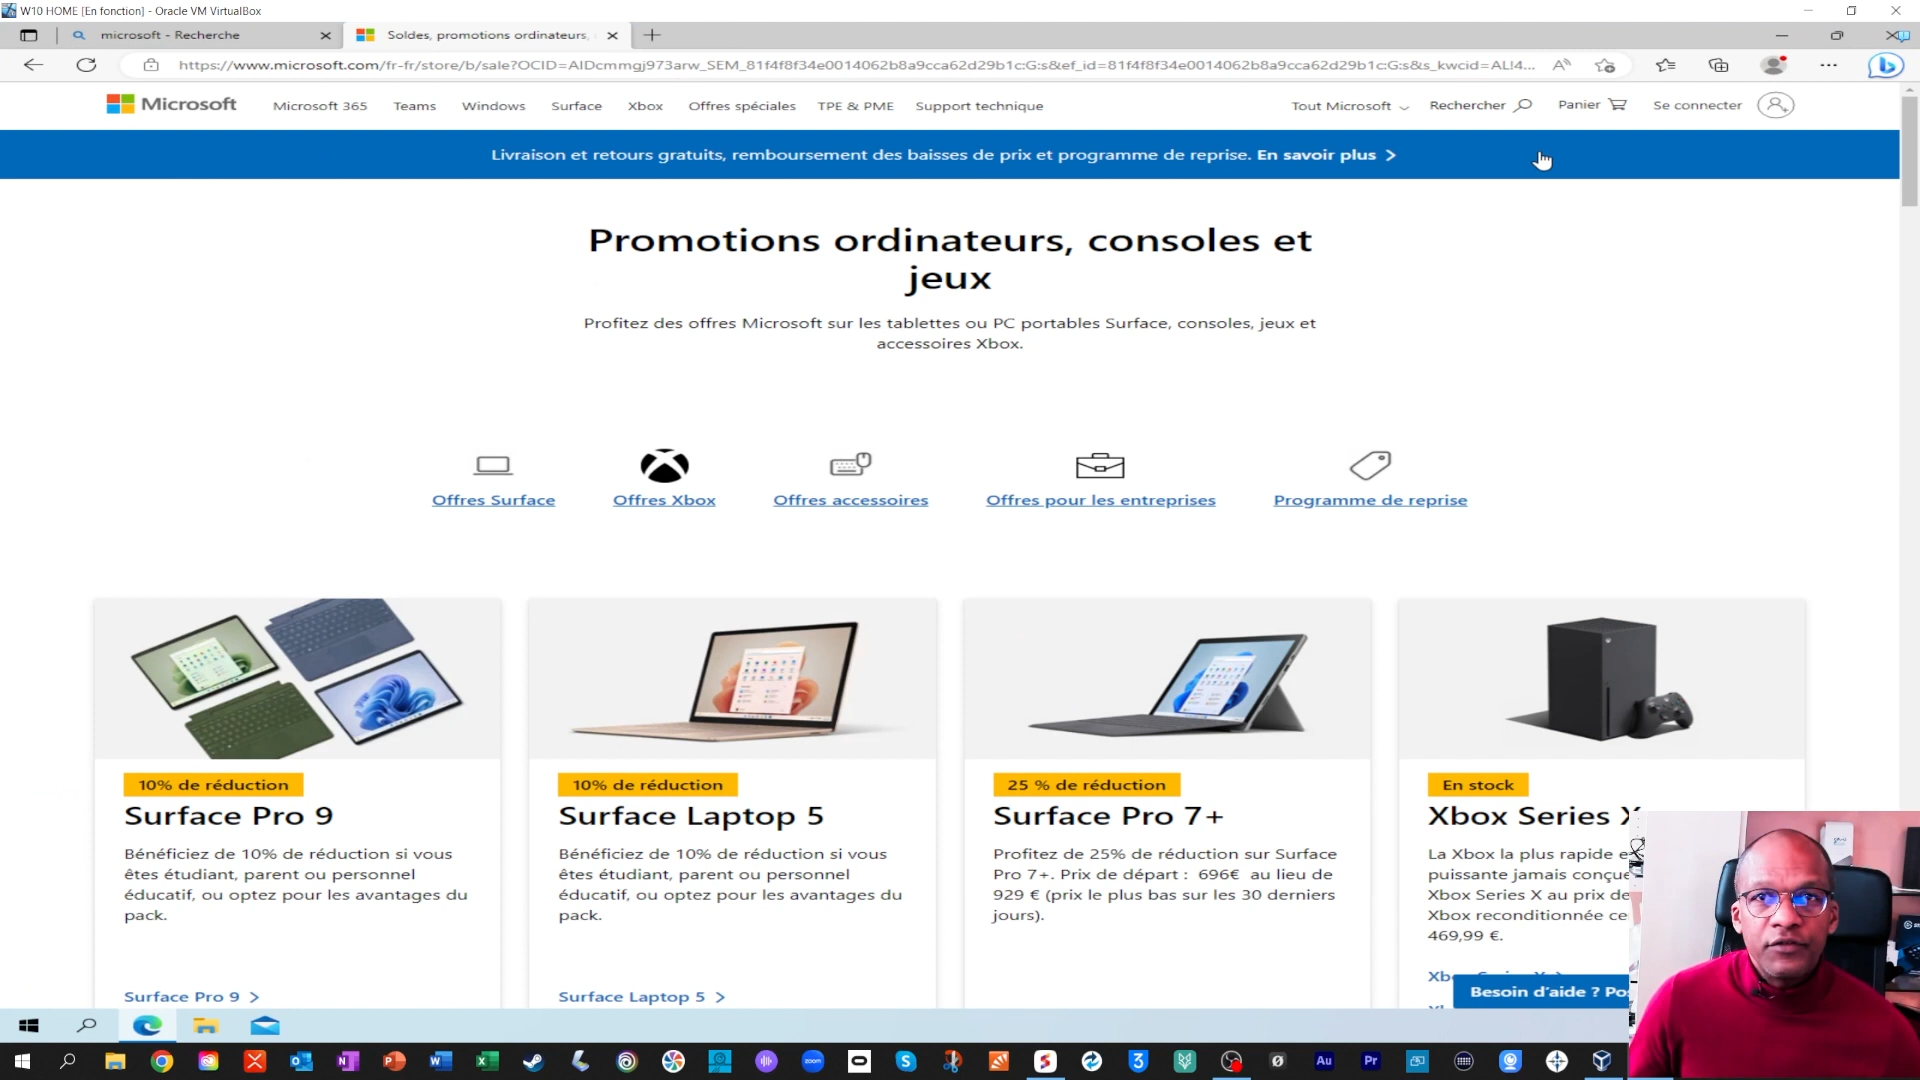 W10 HOME [En fonction] - Oracle VM VirtualBox
microsoft - Recherche
Soldes, promotions ordinateurs,
https://www.microsoft.com/fr-fr/store/b/sale?OCID=AIDcmmgj973arw_SEM_81f4f8f34e0014062b8a9cca62d29b1c:G:s&ef_id=81f4f8f34e0014062b8a9cca62d29b1c:G:s&s_kwcid=AL!4...
Microsoft
Microsoft 365
Teams
Windows
Surface
Xbox
Offres spéciales
TPE & PME
Support technique
Tout Microsoft
Rechercher
Panier
Se connecter
Livraison et retours gratuits, remboursement des baisses de prix et programme de reprise. En savoir plus >
Promotions ordinateurs, consoles et
jeux
Profitez des offres Microsoft sur les tablettes ou PC portables Surface, consoles, jeux et
accessoires Xbox.
Offres Surface
Offres Xbox
Offres accessoires
Offres pour les entreprises
Programme de reprise
10% de réduction
Surface Pro 9
Bénéficiez de 10% de réduction si vous
êtes étudiant, parent ou personnel
éducatif, ou optez pour les avantages du
pack.
Surface Pro 9 >
10% de réduction
Surface Laptop 5
Bénéficiez de 10% de réduction si vous
êtes étudiant, parent ou personnel
éducatif, ou optez pour les avantages du
pack.
Surface Laptop 5 >
25 % de réduction
Surface Pro 7+
Profitez de 25% de réduction sur Surface
Pro 7+. Prix de départ : 696€ au lieu de
929 € (prix le plus bas sur les 30 derniers
jours).
En stock
Xbox Series X
La Xbox la plus rapide e
puissante jamais conçue
Xbox Series X au prix de
Xbox reconditionnée ce
469,99 €.
Besoin d'aide ? Po
zoom
Au
Pr